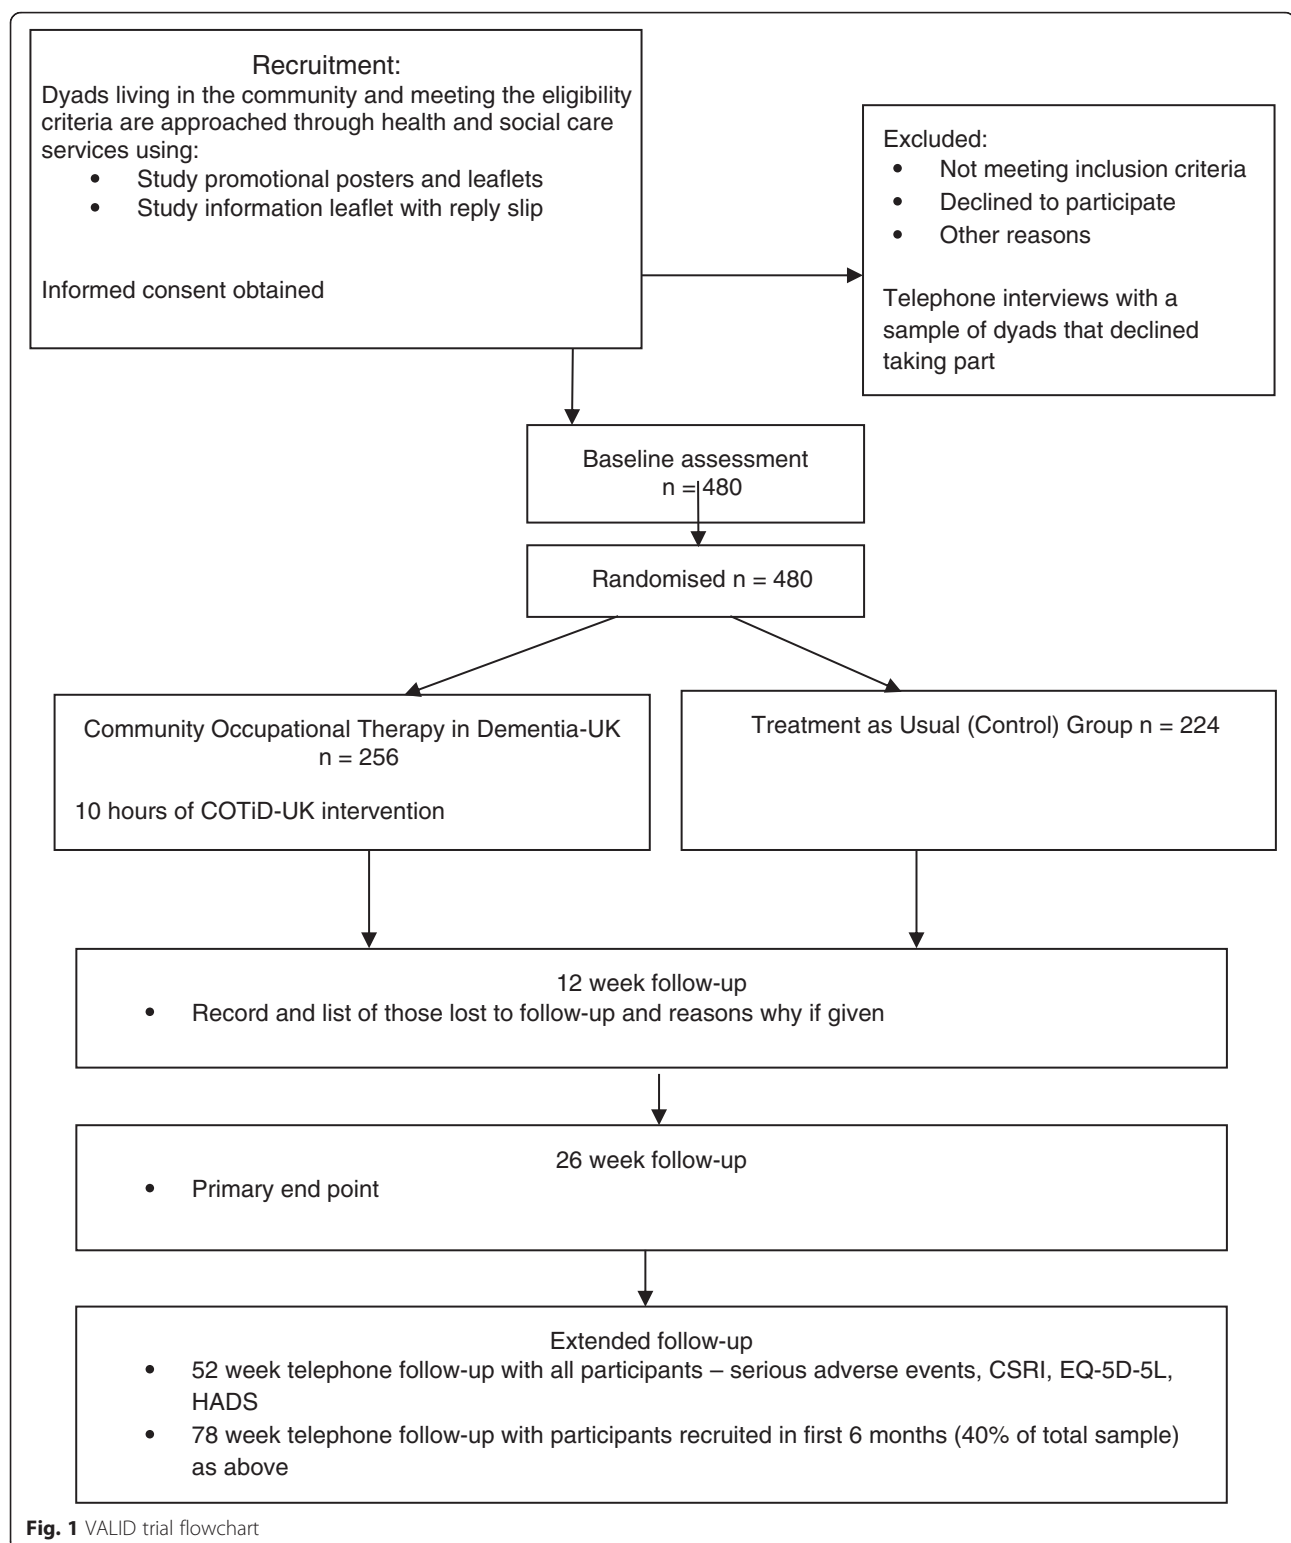 Recruitment:
Dyads living in the community and meeting the eligibility
criteria are approached through health and social care
services using:
• Study promotional posters and leaflets
• Study information leaflet with reply slip
Informed consent obtained
Excluded:
• Not meeting inclusion criteria
• Declined to participate
• Other reasons
Telephone interviews with a
sample of dyads that declined
taking part
Baseline assessment
n = 480
Randomised n = 480
Community Occupational Therapy in Dementia-UK
n = 256
10 hours of COTiD-UK intervention
Treatment as Usual (Control) Group n = 224
12 week follow-up
• Record and list of those lost to follow-up and reasons why if given
26 week follow-up
• Primary end point
Extended follow-up
• 52 week telephone follow-up with all participants – serious adverse events, CSRI, EQ-5D-5L,
HADS
• 78 week telephone follow-up with participants recruited in first 6 months (40% of total sample)
as above
Fig. 1 VALID trial flowchart